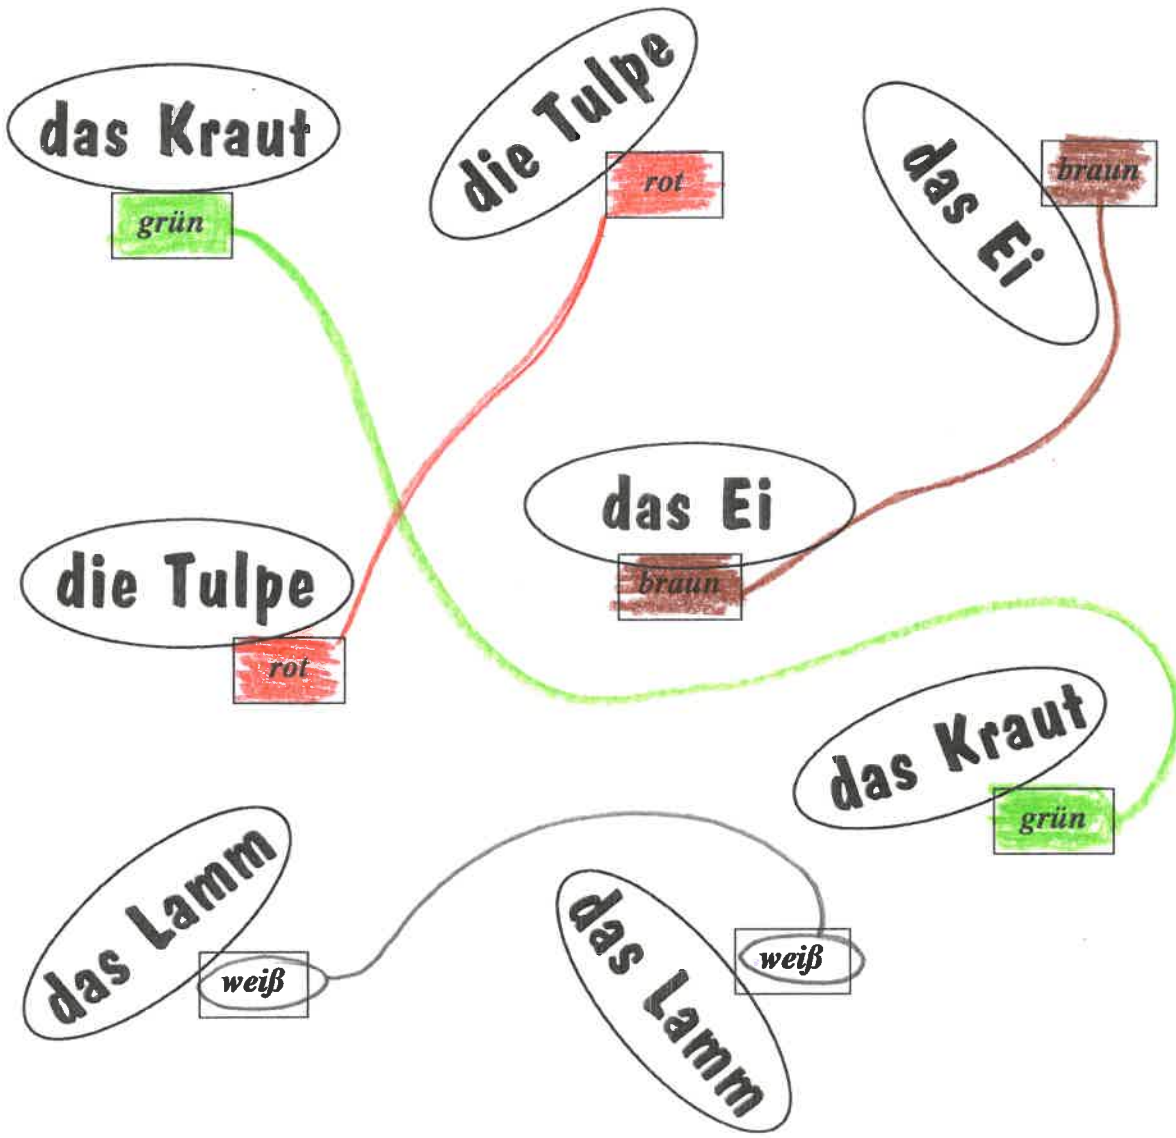 das Kraut
grün
die Tulpe
rot
das Ei
braun
das Ei
braun
die Tulpe
rot
das Kraut
grün
das Lamm
weiß
das Lamm
weiß